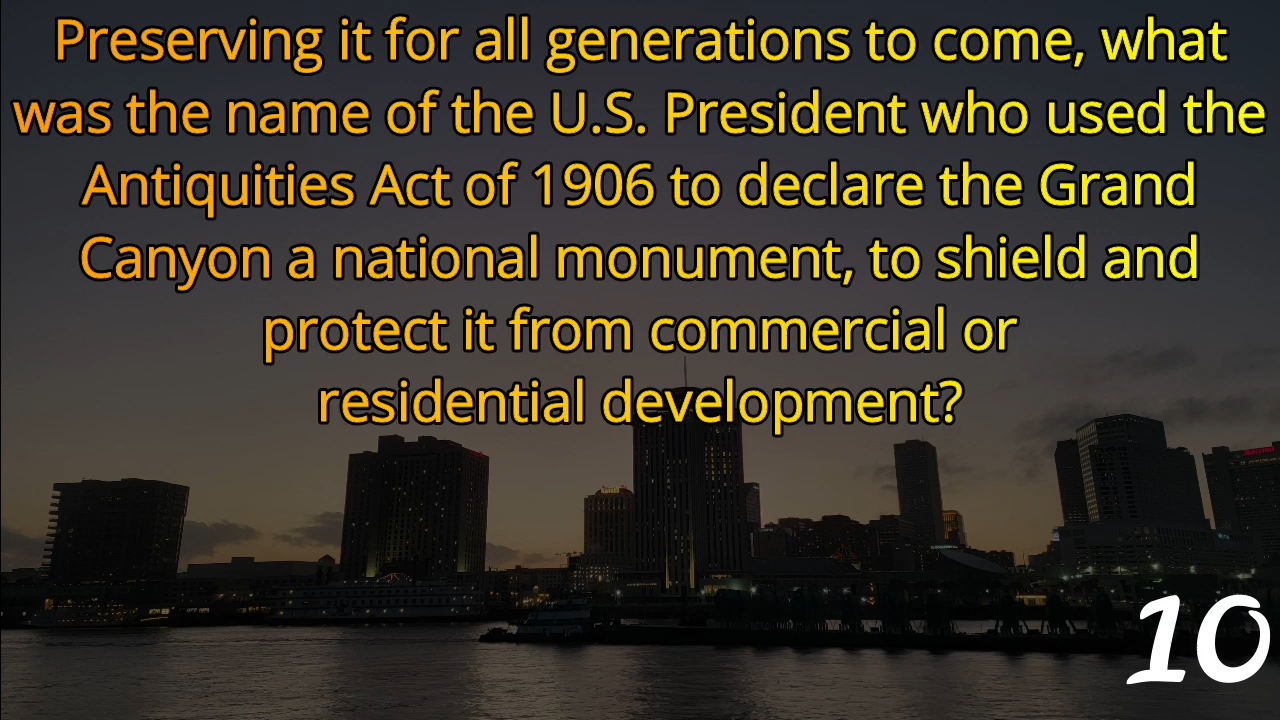 Preserving it for all generations to come, what
was the name of the U.S. President who used the
Antiquities Act of 1906 to declare the Grand
Canyon a national monument, to shield and
protect it from commercial or
residential development?
10